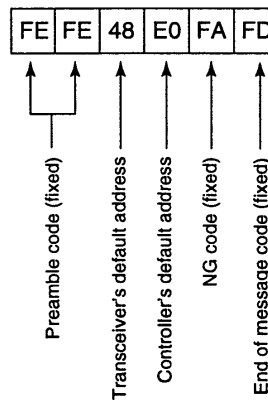 FE FE 48 E0 FA FD
Preamble code (fixed)
Transceiver's default address
Controller's default address
NG code (fixed)
End of message code (fixed)